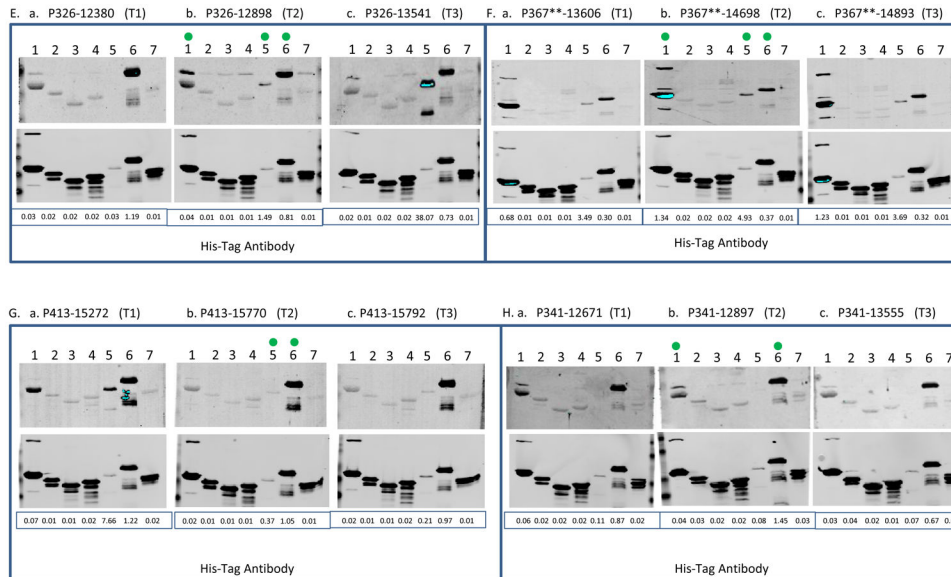 E. a. P326-12380 (T1) b. P326-12898 (T2) c. P326-13541 (T3)
1 2 3 4 5 6 7 1 2 3 4 5 6 7 1 2 3 4 5 6 7
0.03 0.02 0.02 0.02 0.03 1.19 0.01 0.04 0.01 0.01 0.01 1.49 0.81 0.01 0.02 0.01 0.01 0.02 38.07 0.73 0.01
His-Tag Antibody
F. a. P367**-13606 (T1) b. P367**-14698 (T2) c. P367**-14893 (T3)
1 2 3 4 5 6 7 1 2 3 4 5 6 7 1 2 3 4 5 6 7
0.68 0.01 0.01 0.01 3.49 0.30 0.01 1.34 0.02 0.02 0.02 4.93 0.37 0.01 1.23 0.01 0.01 0.01 3.69 0.32 0.01
His-Tag Antibody
G. a. P413-15272 (T1) b. P413-15770 (T2) c. P413-15792 (T3)
1 2 3 4 5 6 7 1 2 3 4 5 6 7 1 2 3 4 5 6 7
0.07 0.01 0.01 0.02 7.66 1.22 0.02 0.02 0.01 0.01 0.01 0.37 1.05 0.01 0.02 0.01 0.01 0.02 0.21 0.97 0.01
His-Tag Antibody
H. a. P341-12671 (T1) b. P341-12897 (T2) c. P341-13555 (T3)
1 2 3 4 5 6 7 1 2 3 4 5 6 7 1 2 3 4 5 6 7
0.06 0.02 0.02 0.02 0.11 0.87 0.02 0.04 0.03 0.02 0.02 0.08 1.45 0.03 0.03 0.04 0.02 0.01 0.07 0.67
His-Tag Antibody